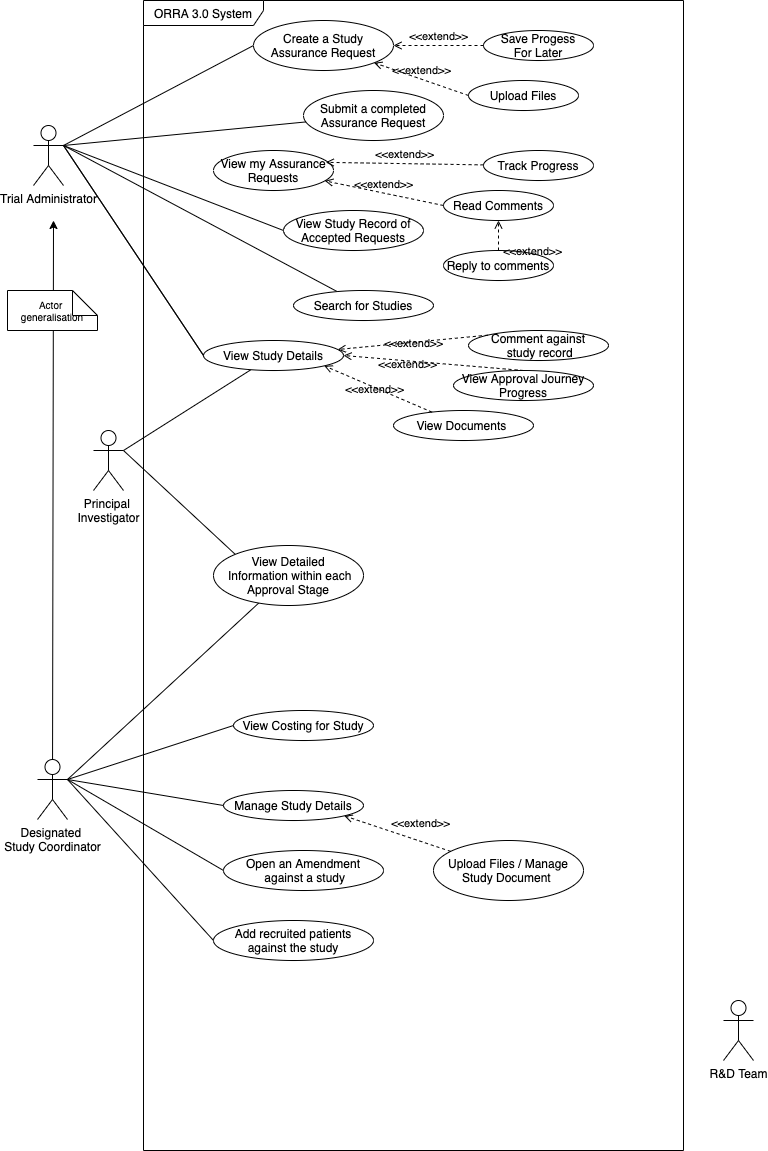 ORRA 3.0 System
Create a Study
Assurance Request
<<extend>>
Save Progess
For Later
<<extend>>
Upload Files
Submit a completed
Assurance Request
Trial Administrator
View my Assurance
Requests
<<extend>>
Track Progress
<<extend>>
Read Comments
View Study Record of
Accepted Requests
<<extend>>
Reply to comments
Actor
generalisation
Search for Studies
View Study Details
<<extend>>
Comment against
study record
<<extend>>
View Approval Journey
Progress
<<extend>>
View Documents
Principal
Investigator
View Detailed
Information within each
Approval Stage
View Costing for Study
Designated
Study Coordinator
Manage Study Details
<<extend>>
Upload Files / Manage
Study Document
Open an Amendment
against a study
Add recruited patients
against the study
R&D Team